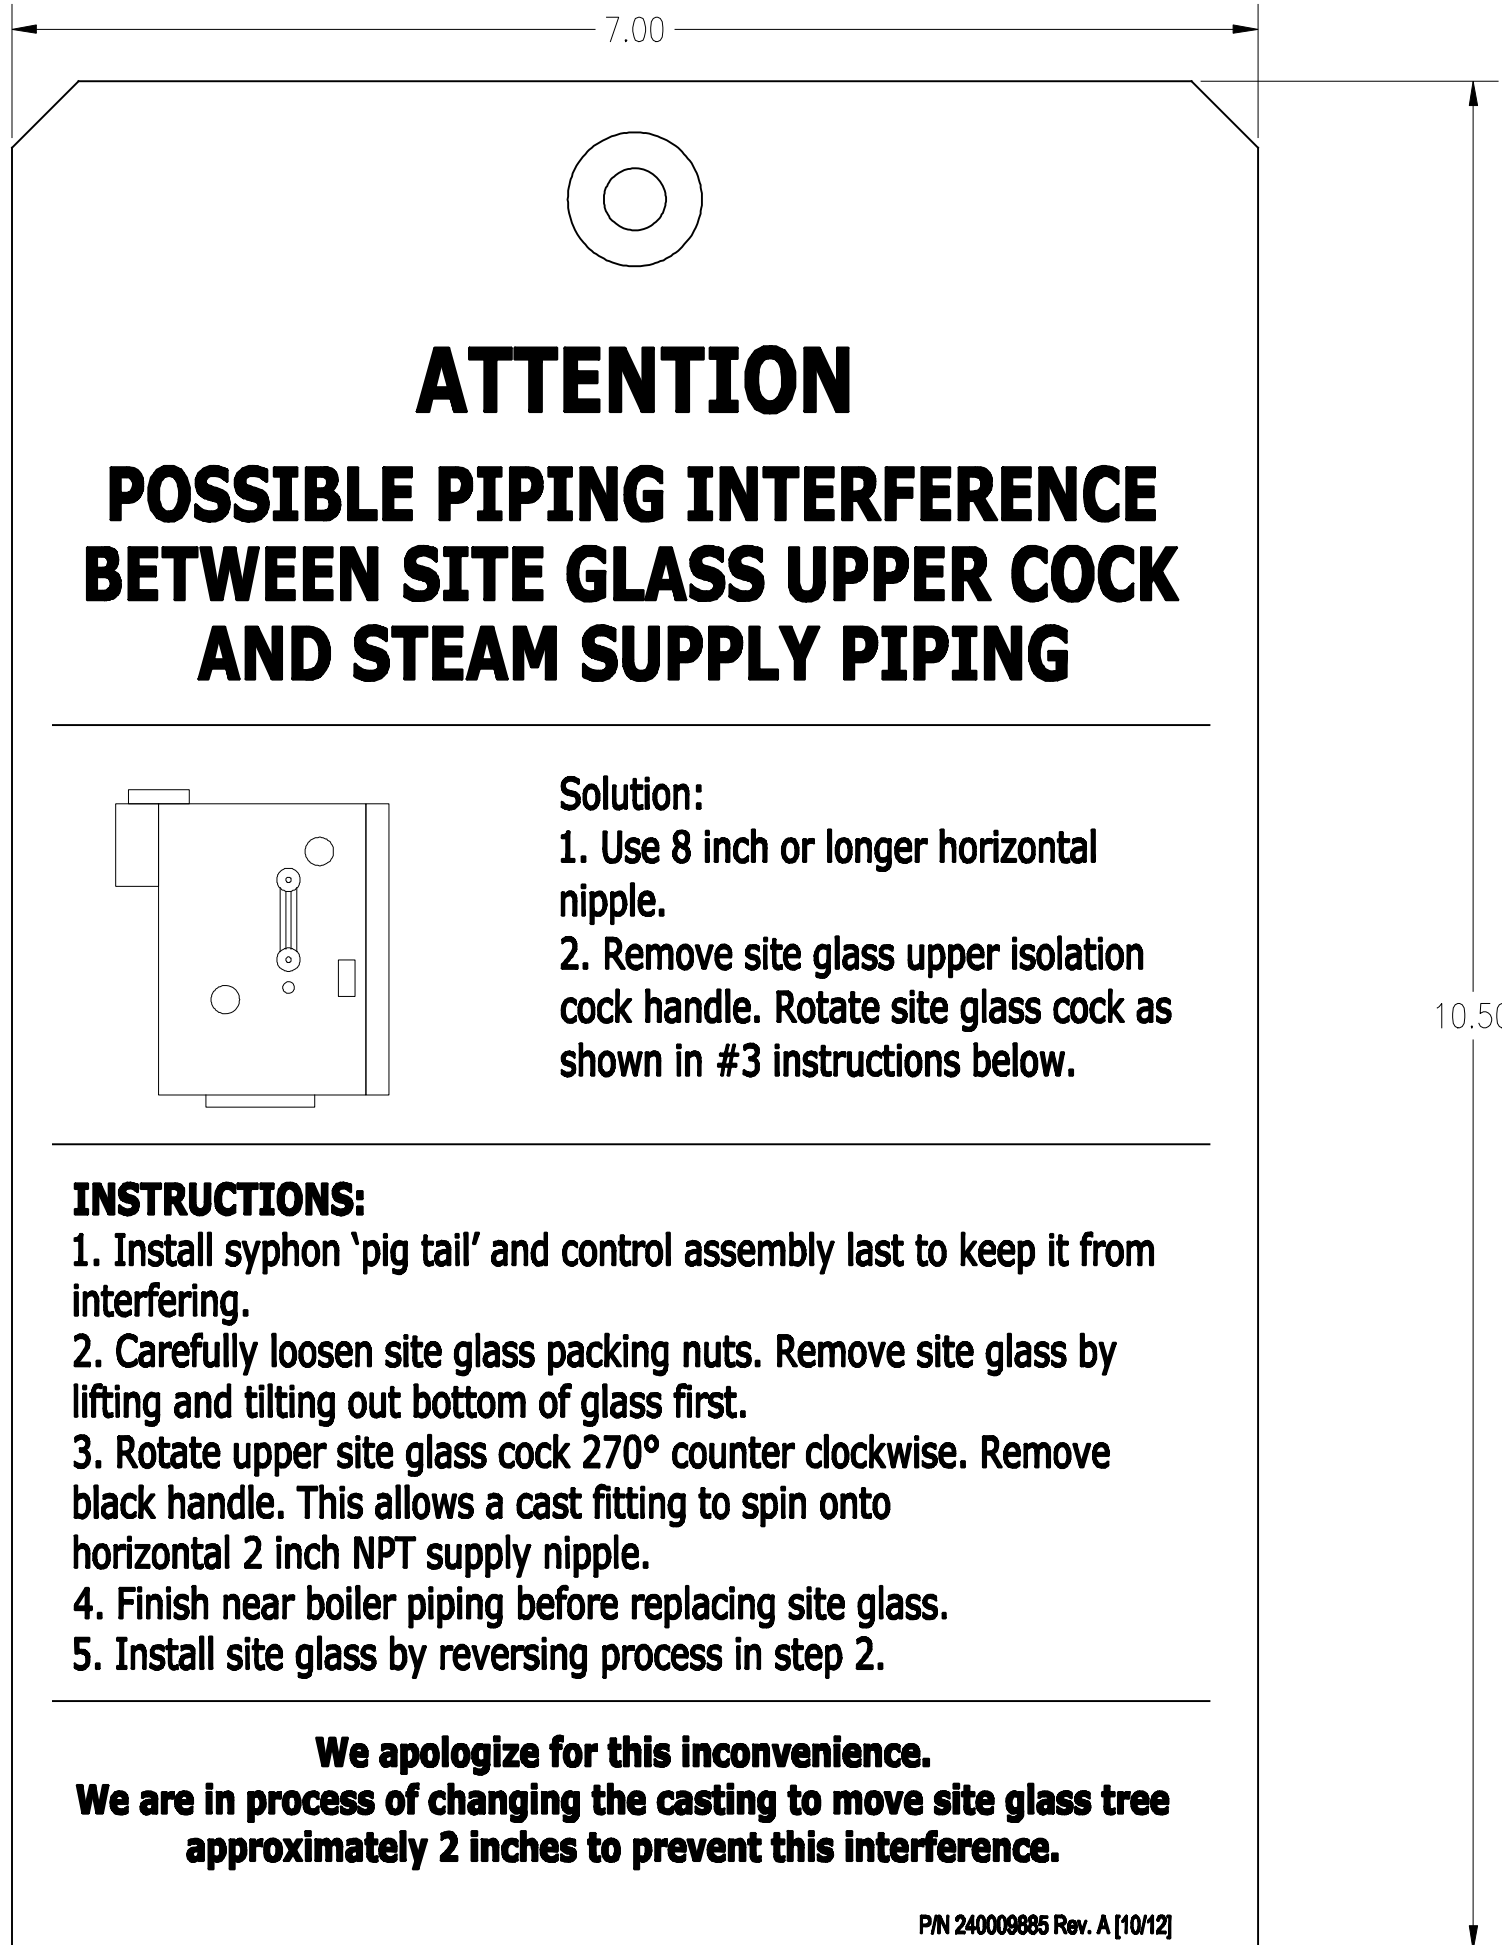 7.00
ATTENTION
POSSIBLE PIPING INTERFERENCE
BETWEEN SITE GLASS UPPER COCK
AND STEAM SUPPLY PIPING
Solution:
1. Use 8 inch or longer horizontal
nipple.
2. Remove site glass upper isolation
cock handle. Rotate site glass cock as
shown in #3 instructions below.
10.50
INSTRUCTIONS:
1. Install syphon ‘pig tail’ and control assembly last to keep it from
interfering.
2. Carefully loosen site glass packing nuts. Remove site glass by
lifting and tilting out bottom of glass first.
3. Rotate upper site glass cock 270° counter clockwise. Remove
black handle. This allows a cast fitting to spin onto
horizontal 2 inch NPT supply nipple.
4. Finish near boiler piping before replacing site glass.
5. Install site glass by reversing process in step 2.
We apologize for this inconvenience.
We are in process of changing the casting to move site glass tree
approximately 2 inches to prevent this interference.
P/N 240009885 Rev. A [10/12]